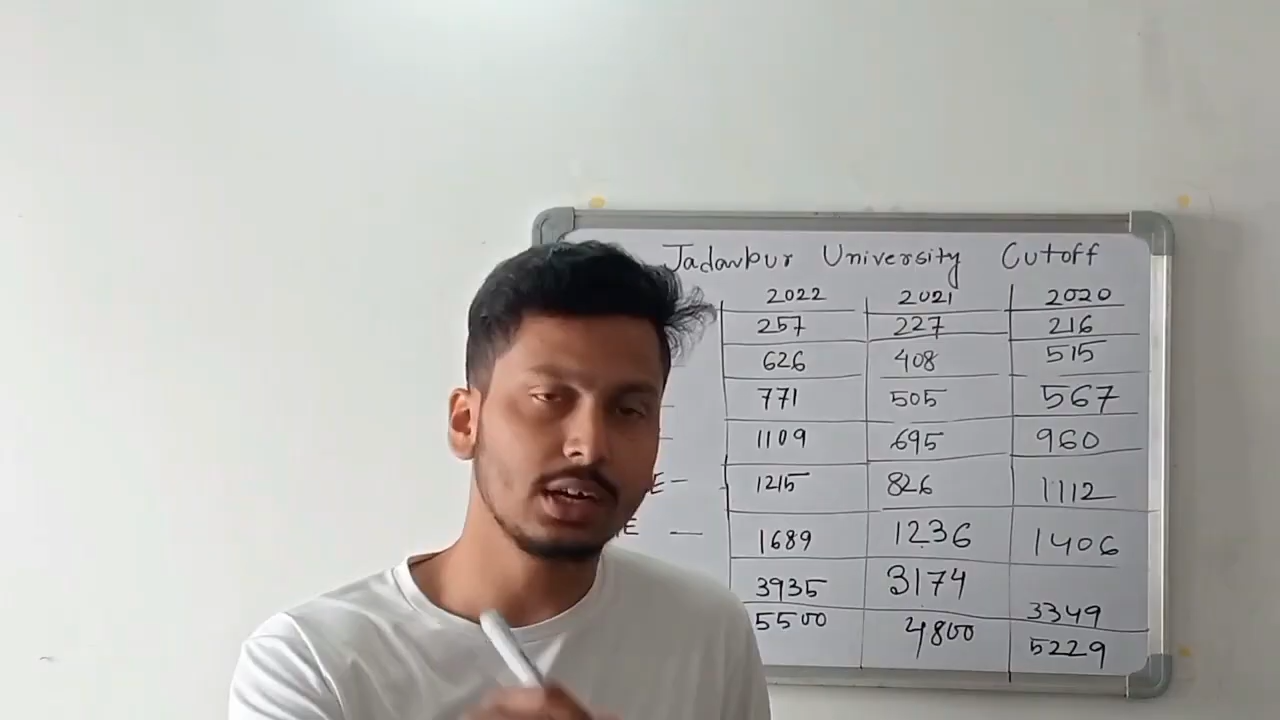 Jadavpur University Cutoff
2022 2021 2020
257 227 216
626 408 515
771 505 567
1109 695 960
E- 1215 826 1112
E — 1689 1236 1406
3935 3174 3349
5500 4800 5229